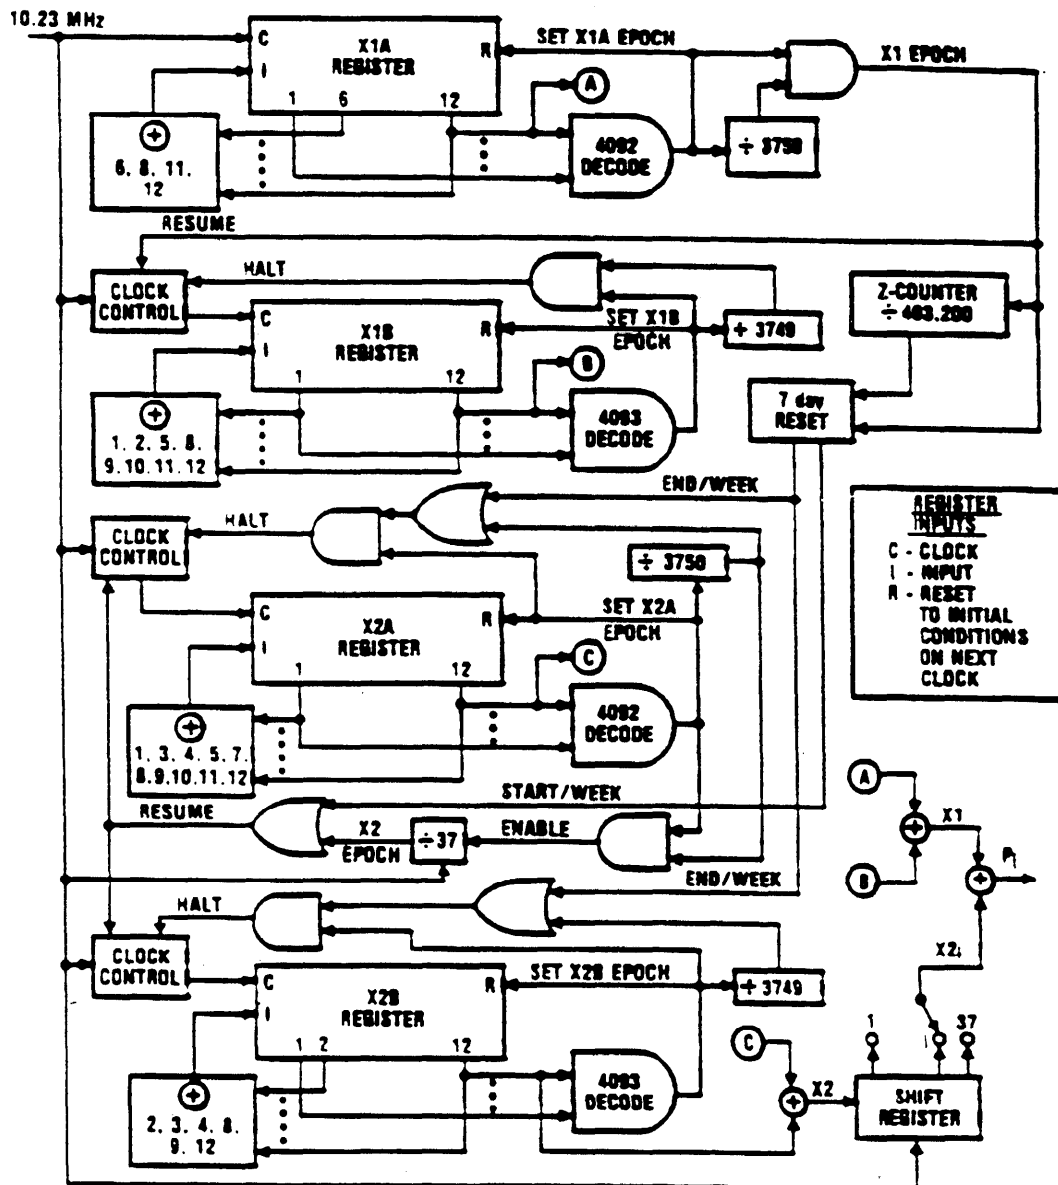 10.23 MHz
C
I
X1A
REGISTER
R
1
6
12
SET X1A EPOCH
X1 EPOCH
A
6. 8. 11.
12
4092
DECODE
÷ 3750
RESUME
CLOCK
CONTROL
HALT
C
I
X1B
REGISTER
R
1
12
SET X1B
EPOCH
÷ 3749
Z-COUNTER
÷ 403.200
B
1. 2. 5. 8.
9. 10. 11. 12
4093
DECODE
7 day
RESET
END/WEEK
HALT
CLOCK
CONTROL
÷ 3750
REGISTER
INPUTS
C - CLOCK
I - INPUT
R - RESET
TO INITIAL
CONDITIONS
ON NEXT
CLOCK
C
I
X2A
REGISTER
R
1
12
SET X2A
EPOCH
C
1. 3. 4. 5. 7.
8. 9. 10. 11. 12
4092
DECODE
RESUME
START/WEEK
X2
EPOCH
÷ 37
ENABLE
END/WEEK
A
X1
B
Pi
HALT
CLOCK
CONTROL
C
I
X2B
REGISTER
R
1
2
12
SET X2B EPOCH
÷ 3749
X2i
1
i
37
C
2. 3. 4. 8.
9. 12
4093
DECODE
X2
SHIFT
REGISTER